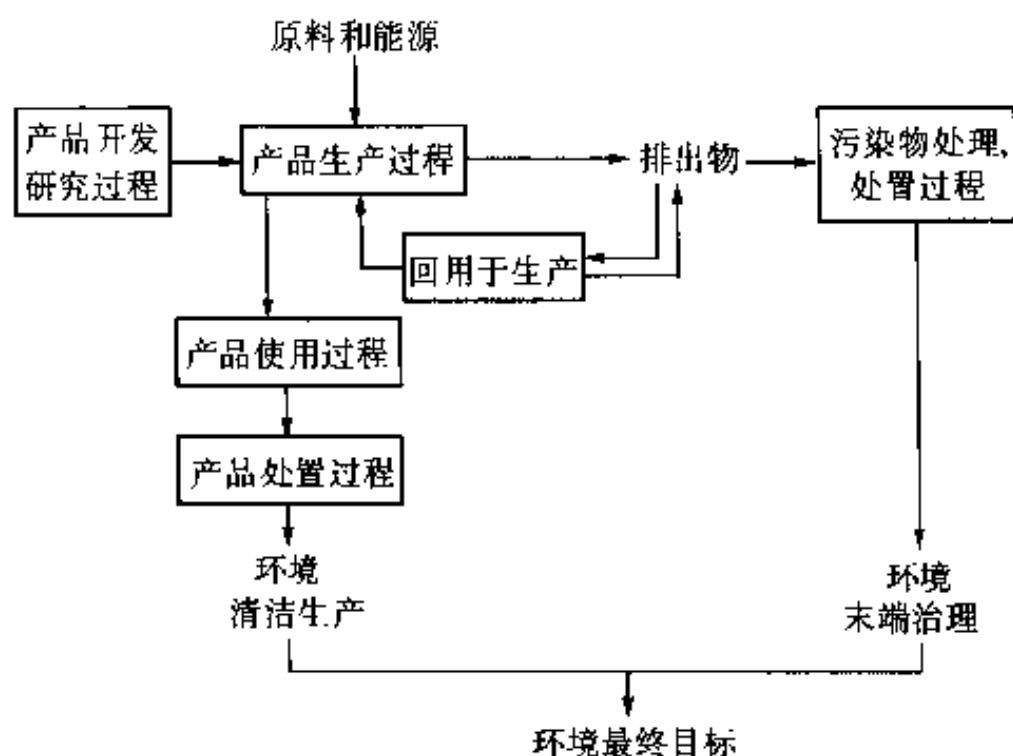 原料和能源
产品开发
研究过程
产品生产过程
排出物
污染物处理,
处置过程
回用于生产
产品使用过程
产品处置过程
环境
清洁生产
环境
末端治理
环境最终目标